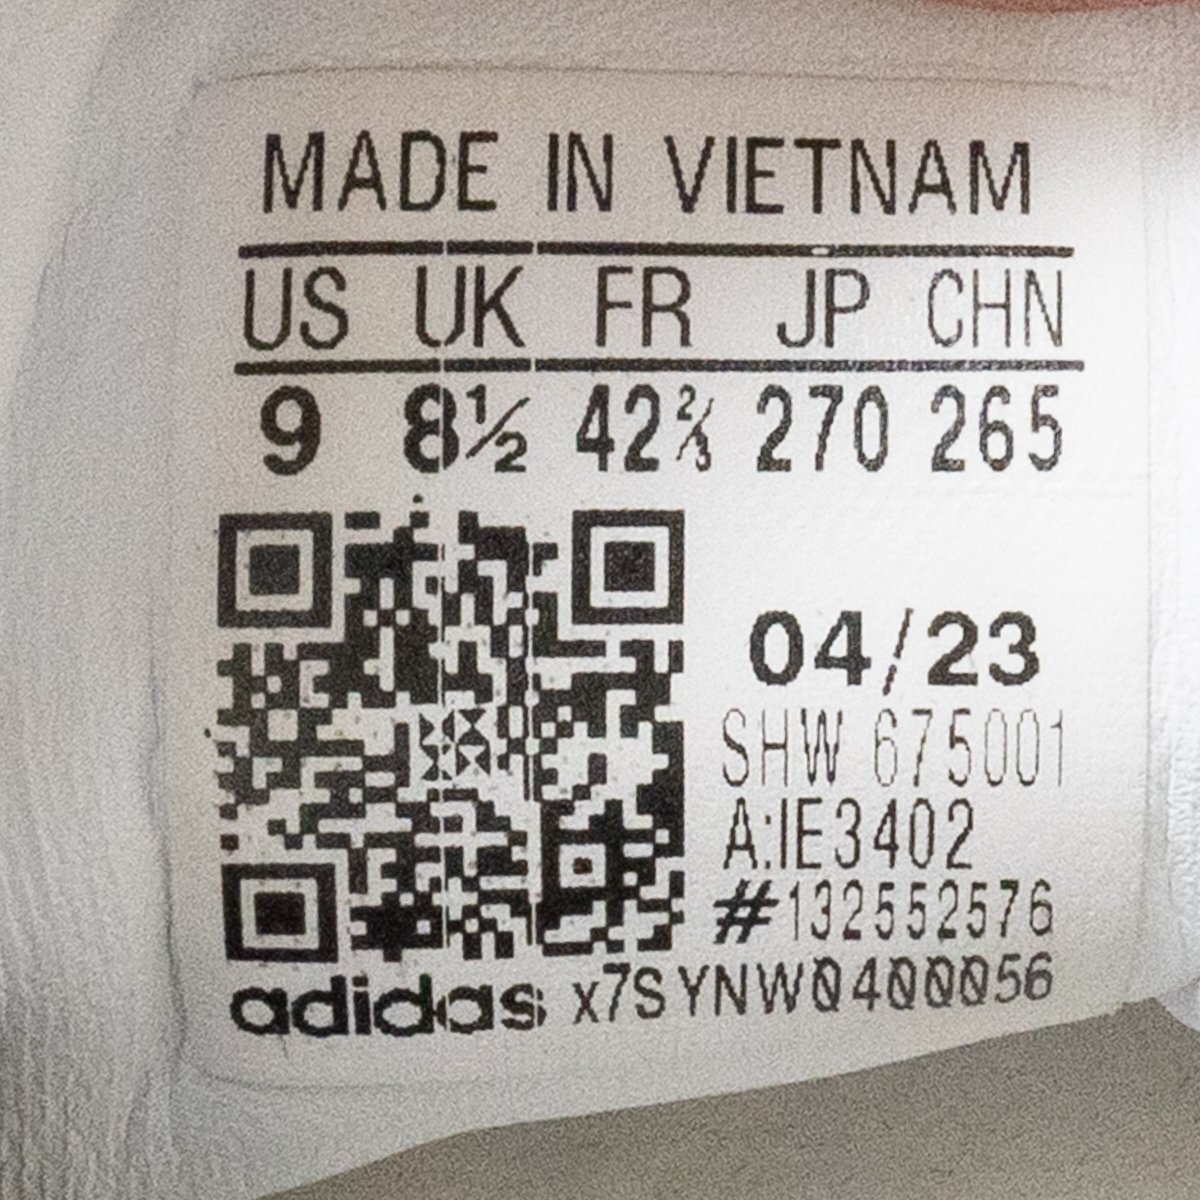 MADE IN VIETNAM
US UK FR JP CHN
9 8½ 42⅔ 270 265
04/23
SHW 675001
A:IE3402
#132552576
adidas x7SYNW0400056